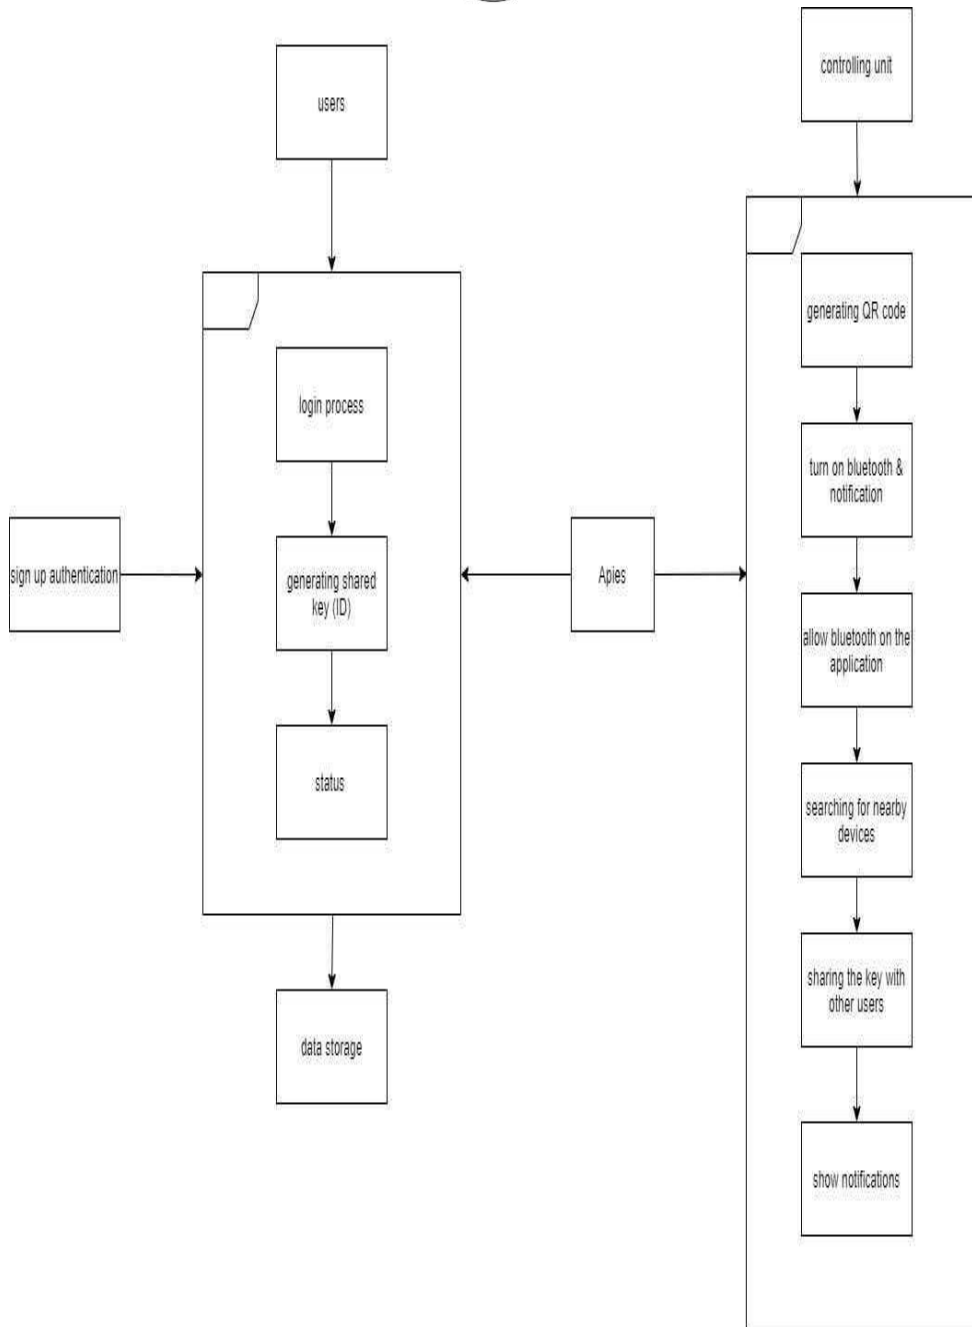 users
controlling unit
login process
generating shared
key (ID)
status
sign up authentication
Apies
data storage
generating QR code
turn on bluetooth &
notification
allow bluetooth on the
application
searching for nearby
devices
sharing the key with
other users
show notifications